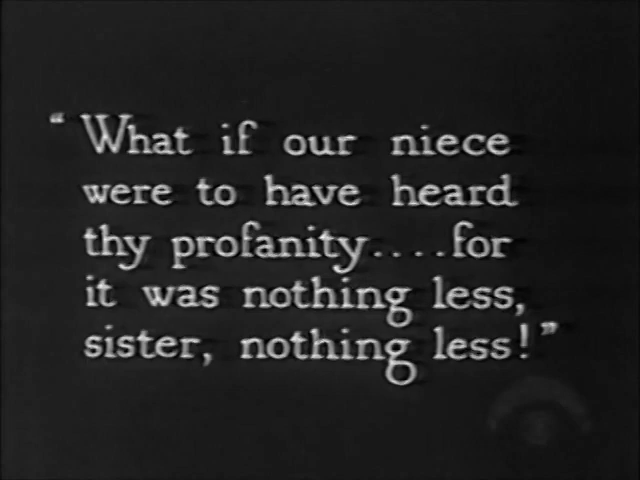 “What if our niece
were to have heard
thy profanity....for
it was nothing less,
sister, nothing less!”